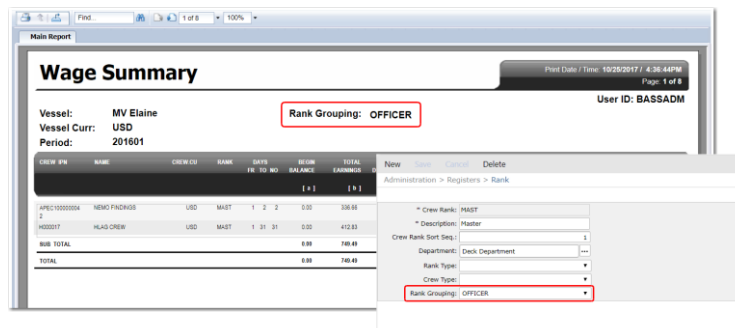 Find... 1 of 8 100%
Main Report
Wage Summary
Print Date / Time: 10/25/2017 / 4:36:44PM
Page: 1 of 8
User ID: BASSADM
Vessel: MV Elaine
Rank Grouping: OFFICER
Vessel Curr: USD
Period: 201601
CREW IPN NAME CREW.CU RANK DAYS BEGIN TOTAL
FR TO NO BALANCE EARNINGS D
[ a ] [ b ]
APEC100000004 NEMO FINDINGS USD MAST 1 2 2 0.00 336.66
2
H000017 HLAG CREW USD MAST 1 31 31 0.00 412.83
SUB TOTAL 0.00 749.49
TOTAL 0.00 749.49
New Save Cancel Delete
Administration > Registers > Rank
* Crew Rank: MAST
* Description: Master
Crew Rank Sort Seq.: 1
Department: Deck Department ...
Rank Type:
Crew Type:
Rank Grouping: OFFICER